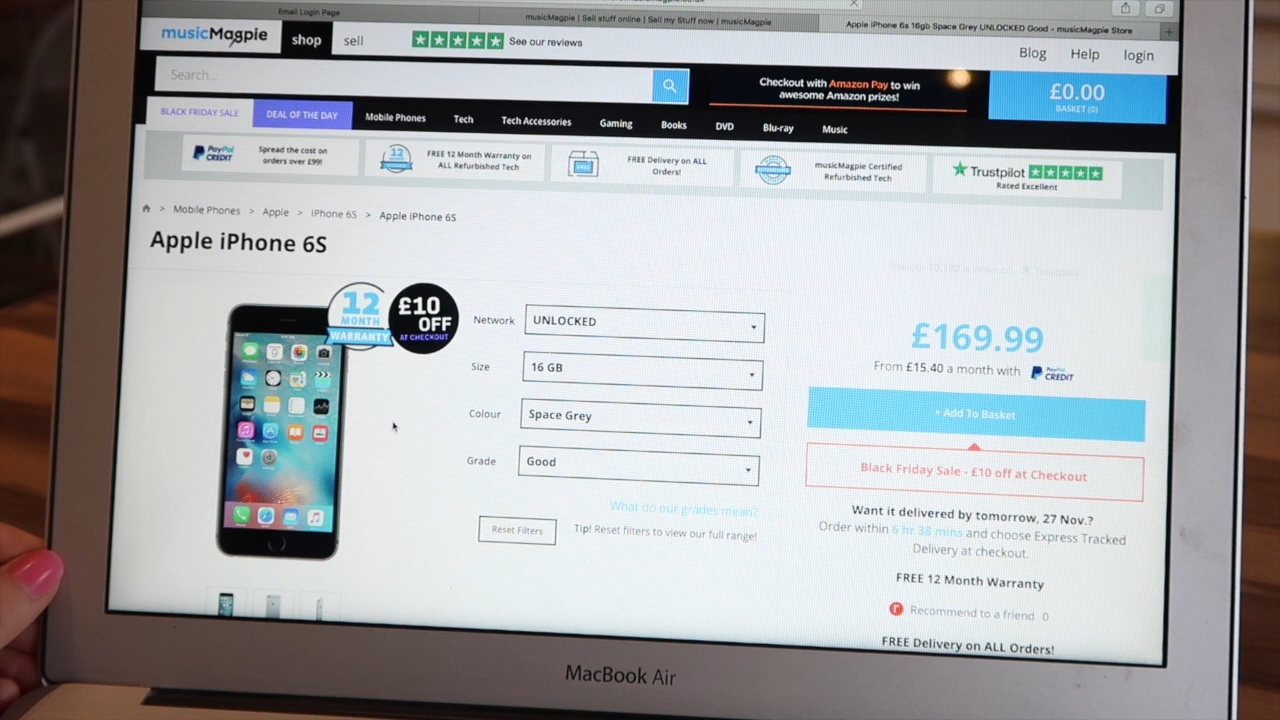 Email Login Page
musicMagpie | Sell stuff online | Sell my Stuff now | musicMagpie
Apple iPhone 6s 16gb Space Grey UNLOCKED Good - musicMagpie Store
musicMagpie
shop
sell
See our reviews
Blog
Help
login
Search...
Checkout with Amazon Pay to win
awesome Amazon prizes!
£0.00
BASKET (0)
BLACK FRIDAY SALE
DEAL OF THE DAY
Mobile Phones
Tech
Tech Accessories
Gaming
Books
DVD
Blu-ray
Music
PayPal
CREDIT
Spread the cost on
orders over £99!
12
FREE 12 Month Warranty on
ALL Refurbished Tech
FREE
FREE Delivery on ALL
Orders!
musicMagpie Certified
Refurbished Tech
Trustpilot
Rated Excellent
> Mobile Phones > Apple > iPhone 6S > Apple iPhone 6S
Apple iPhone 6S
12
MONTH
WARRANTY
£10
OFF
AT CHECKOUT
Network
UNLOCKED
Size
16 GB
Colour
Space Grey
Grade
Good
What do our grades mean?
Reset Filters
Tip! Reset filters to view our full range!
£169.99
From £15.40 a month with
PayPal
CREDIT
+ Add To Basket
Black Friday Sale - £10 off at Checkout
Want it delivered by tomorrow, 27 Nov.?
Order within 6 hr 38 mins and choose Express Tracked
Delivery at checkout.
FREE 12 Month Warranty
Recommend to a friend 0
FREE Delivery on ALL Orders!
MacBook Air